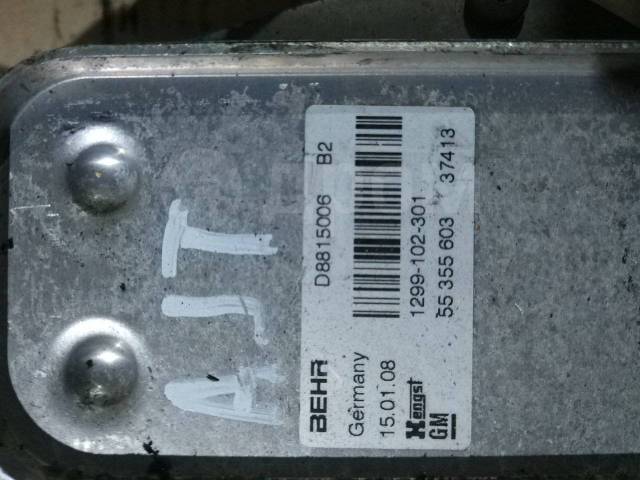 BEHR D8815006 B2
Germany
15.01.08
Hengst 1299-102-301
GM 55 355 603 37413